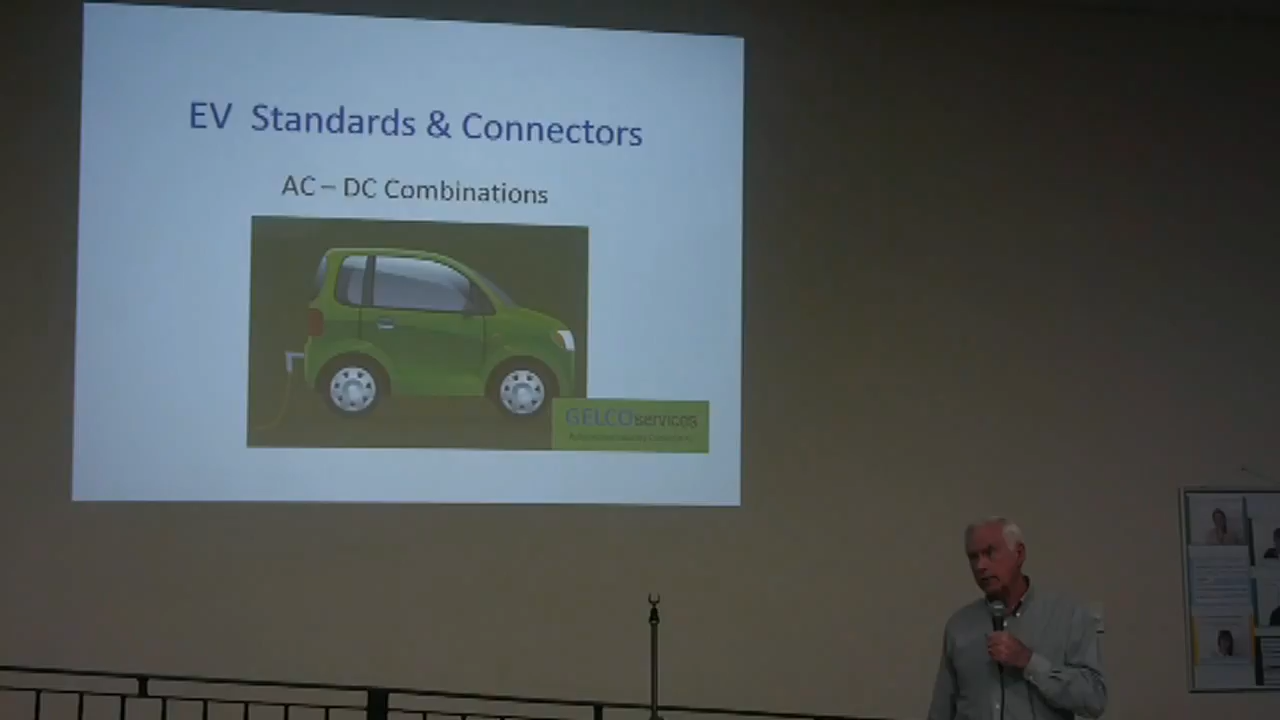 EV Standards & Connectors
AC – DC Combinations
GELCOservices